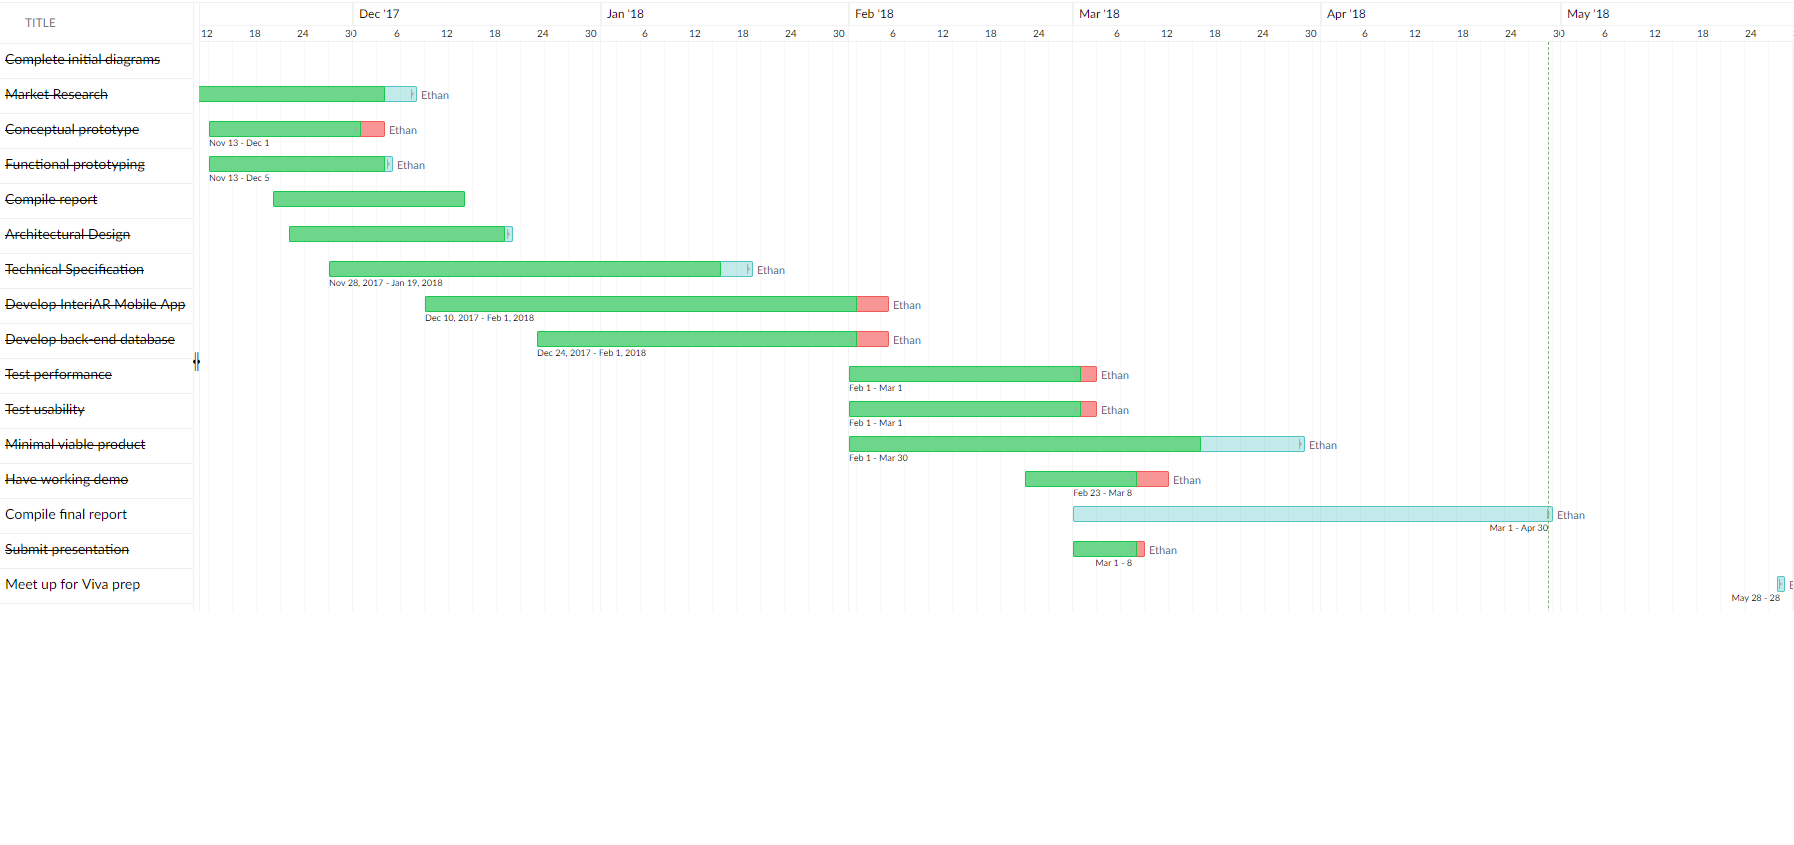 TITLE
Dec '17 Jan '18 Feb '18 Mar '18 Apr '18 May '18
12 18 24 30 6 12 18 24 30 6 12 18 24 30 6 12 18 24 6 12 18 24 30 6 12 18 24 30 6 12 18 24
Complete initial diagrams
Market Research Ethan
Conceptual prototype Ethan
Nov 13 - Dec 1
Functional prototyping Ethan
Nov 13 - Dec 5
Compile report
Architectural Design
Technical Specification Ethan
Nov 28, 2017 - Jan 19, 2018
Develop InteriAR Mobile App Ethan
Dec 10, 2017 - Feb 1, 2018
Develop back-end database Ethan
Dec 24, 2017 - Feb 1, 2018
Test performance Ethan
Feb 1 - Mar 1
Test usability Ethan
Feb 1 - Mar 1
Minimal viable product Ethan
Feb 1 - Mar 30
Have working demo Ethan
Feb 23 - Mar 8
Compile final report Ethan
Mar 1 - Apr 30
Submit presentation Ethan
Mar 1 - 8
Meet up for Viva prep
May 28 - 28